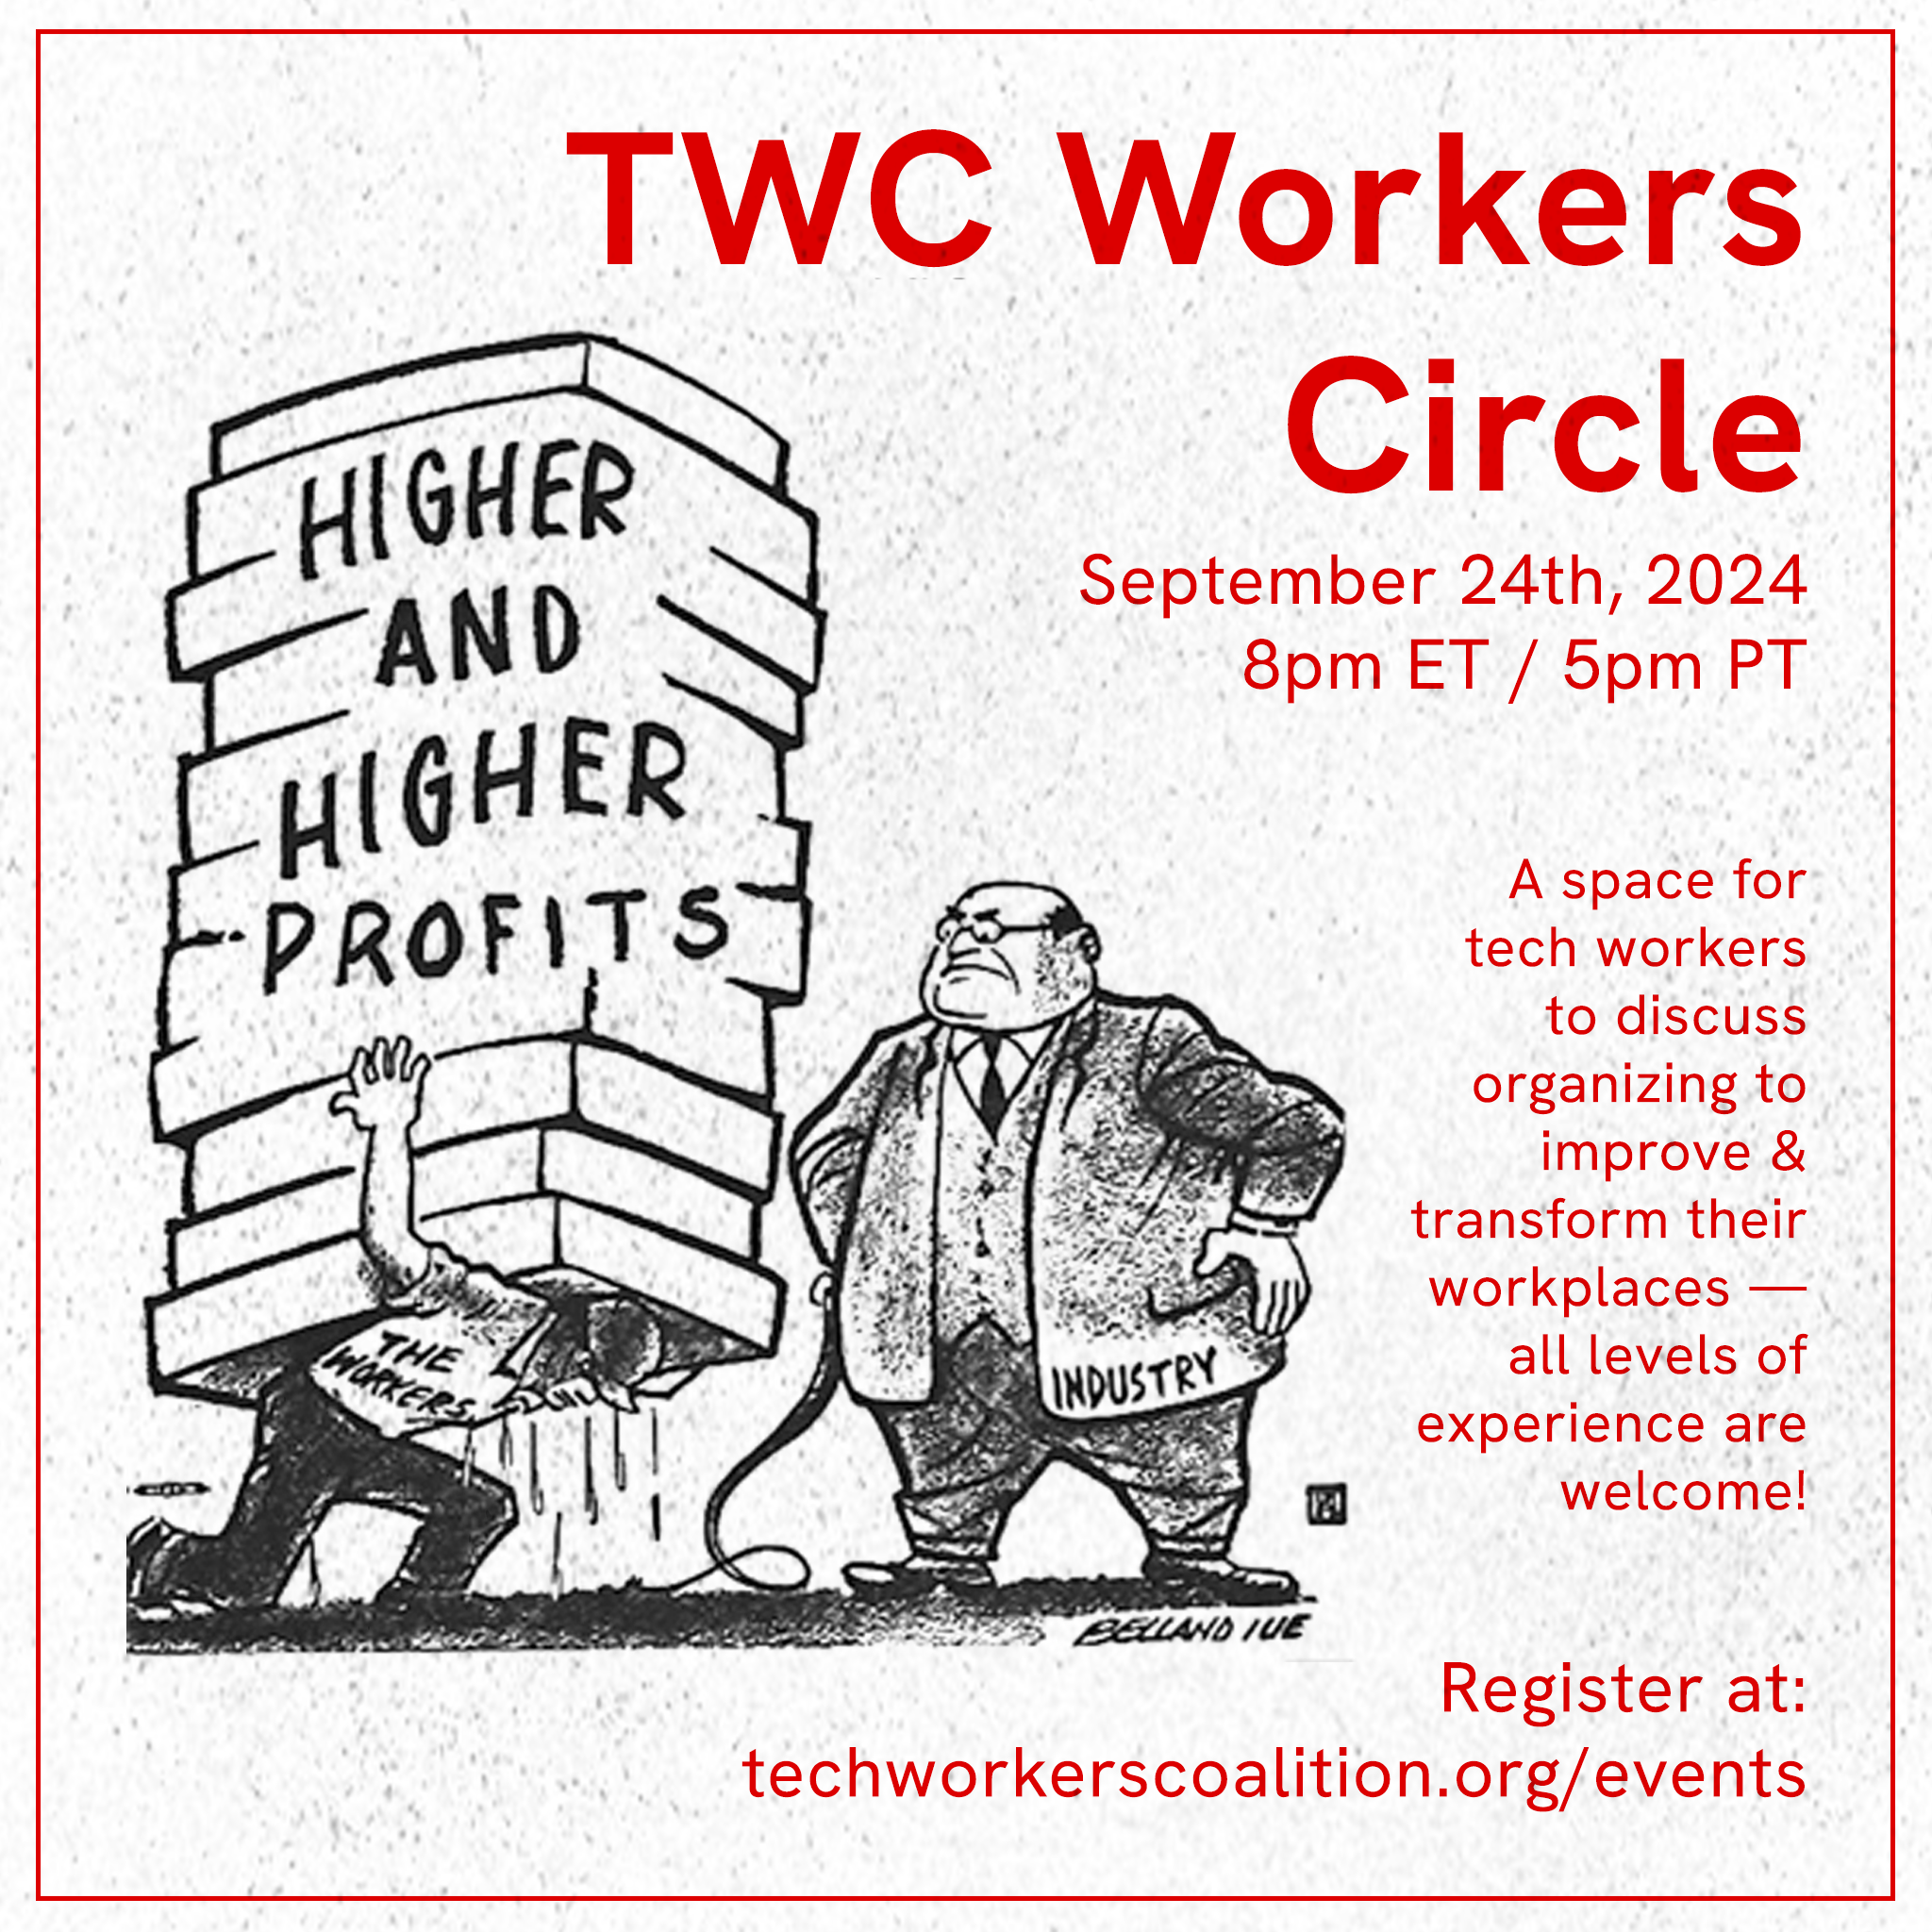 TWC Workers
Circle
September 24th, 2024
8pm ET / 5pm PT
HIGHER
AND
HIGHER
PROFITS
A space for
tech workers
to discuss
organizing to
improve &
transform their
workplaces —
all levels of
experience are
welcome!
THE
WORKERS
INDUSTRY
BELLAND IUE
Register at:
techworkerscoalition.org/events